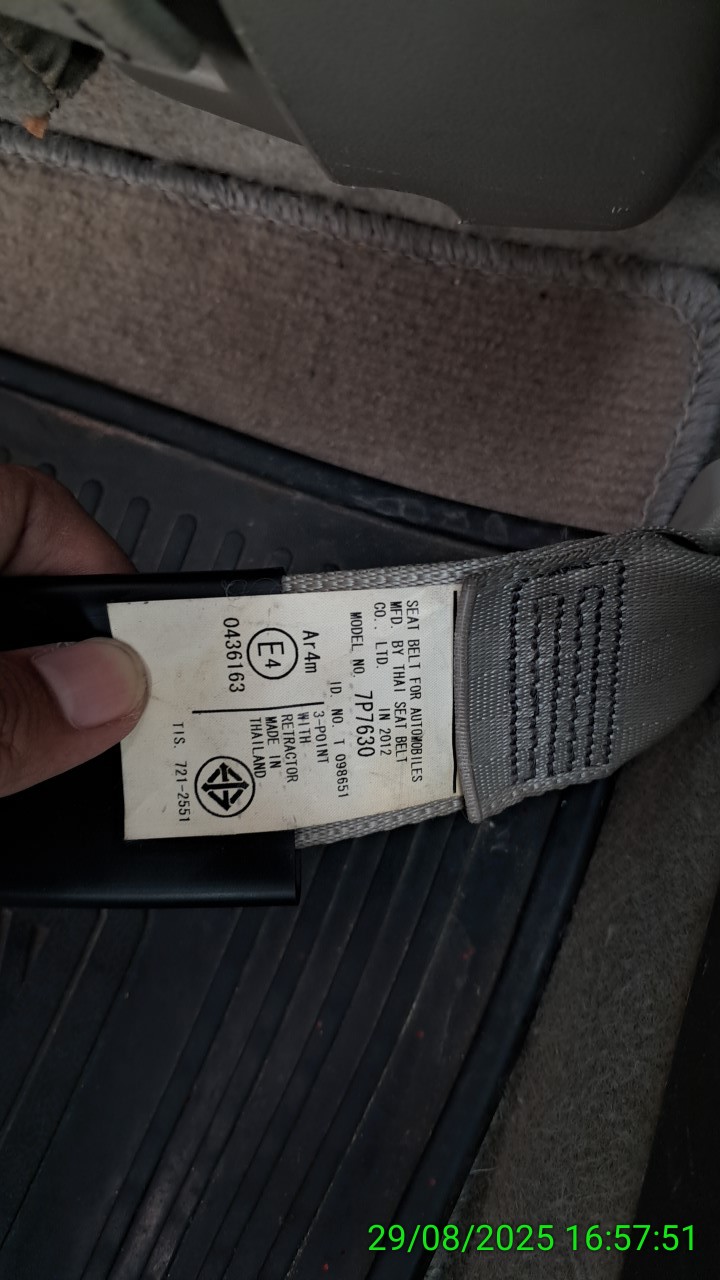 SEAT BELT FOR AUTOMOBILES
MFD. BY THAI SEAT BELT
CO., LTD. IN 2012
MODEL NO. 7P7630
ID. NO. T 098651
Ar4m
E4
0436163
3-POINT
WITH
RETRACTOR
MADE IN
THAILAND
TIS. 721-2551
29/08/2025 16:57:51